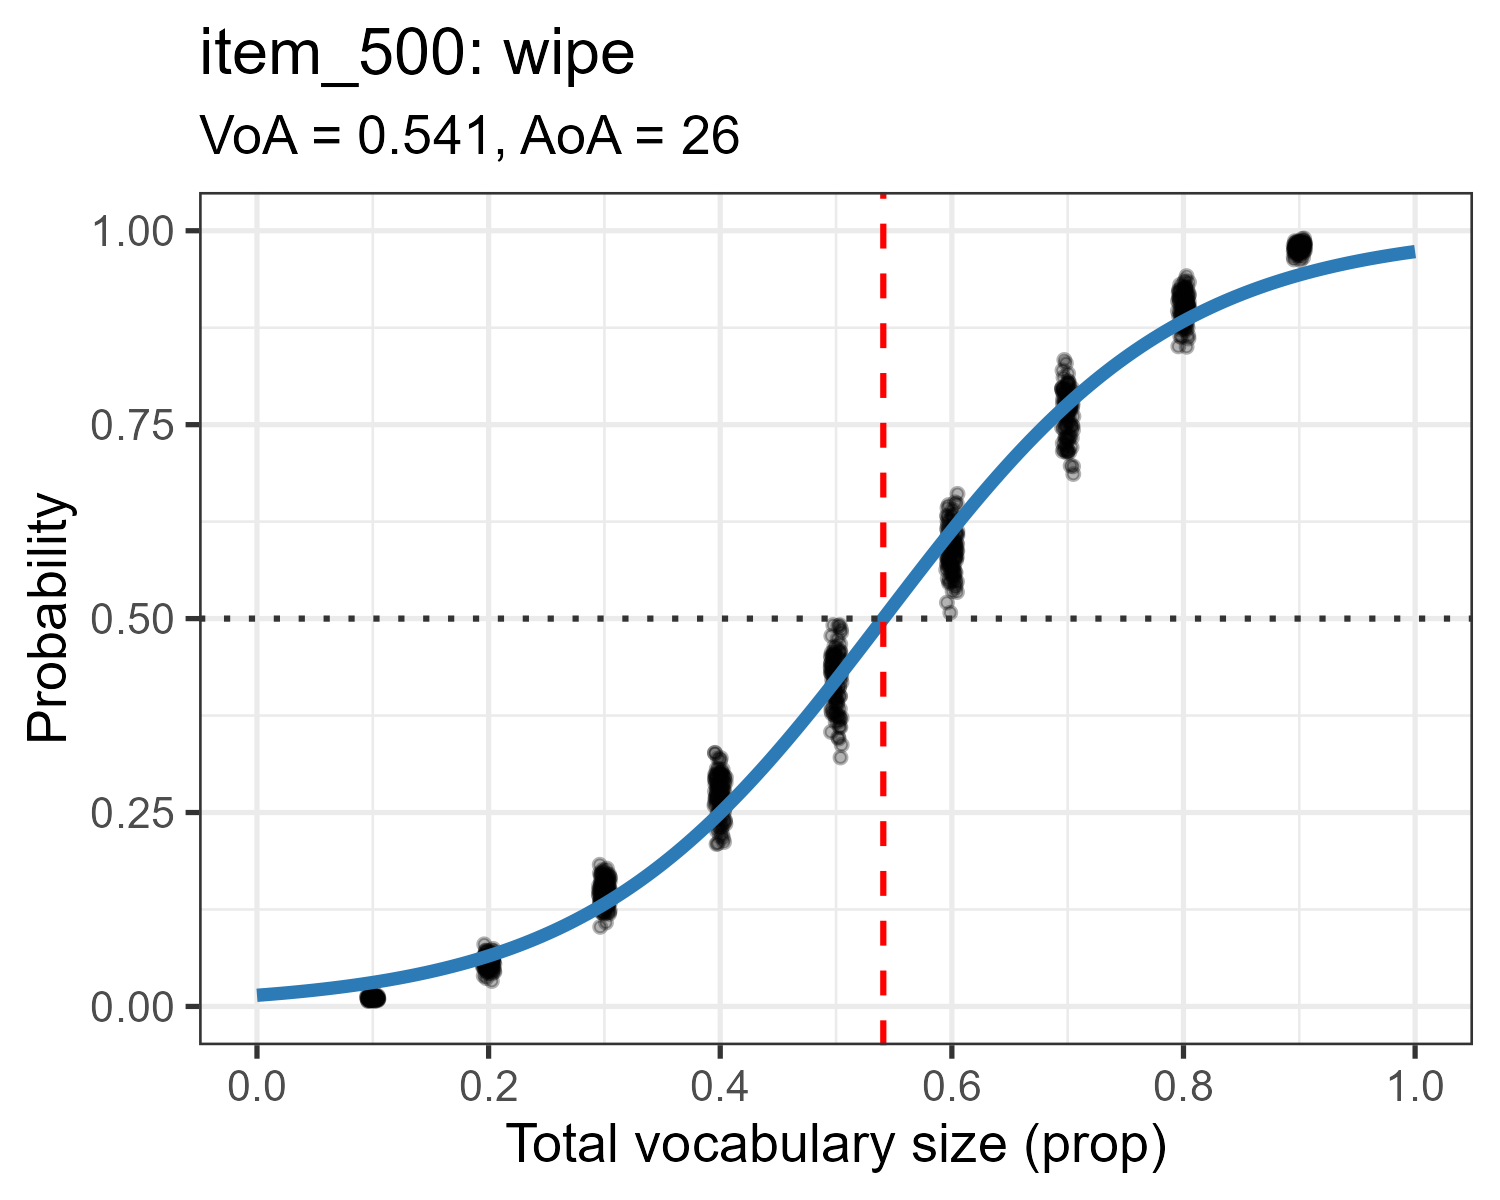 item_500: wipe
VoA = 0.541, AoA = 26
1.00
0.75
0.50
0.25
0.00
Probability
0.0 0.2 0.4 0.6 0.8 1.0
Total vocabulary size (prop)